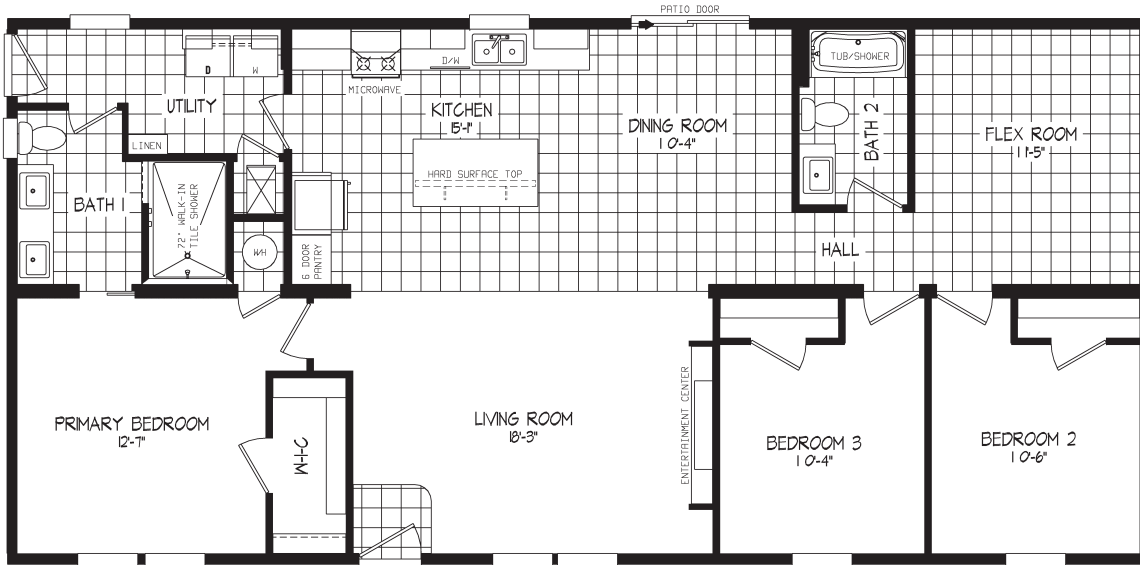 PATIO DOOR
D
W
UTILITY
LINEN
MICROWAVE
D/W
KITCHEN
15'-1"
HARD SURFACE TOP
DINING ROOM
10'-4"
TUB/SHOWER
BATH 2
FLEX ROOM
11'-5"
BATH 1
72" WALK-IN
TILE SHOWER
WH
6 DOOR
PANTRY
HALL
PRIMARY BEDROOM
12'-7"
W-I-C
LIVING ROOM
18'-3"
ENTERTAINMENT CENTER
BEDROOM 3
10'-4"
BEDROOM 2
10'-6"